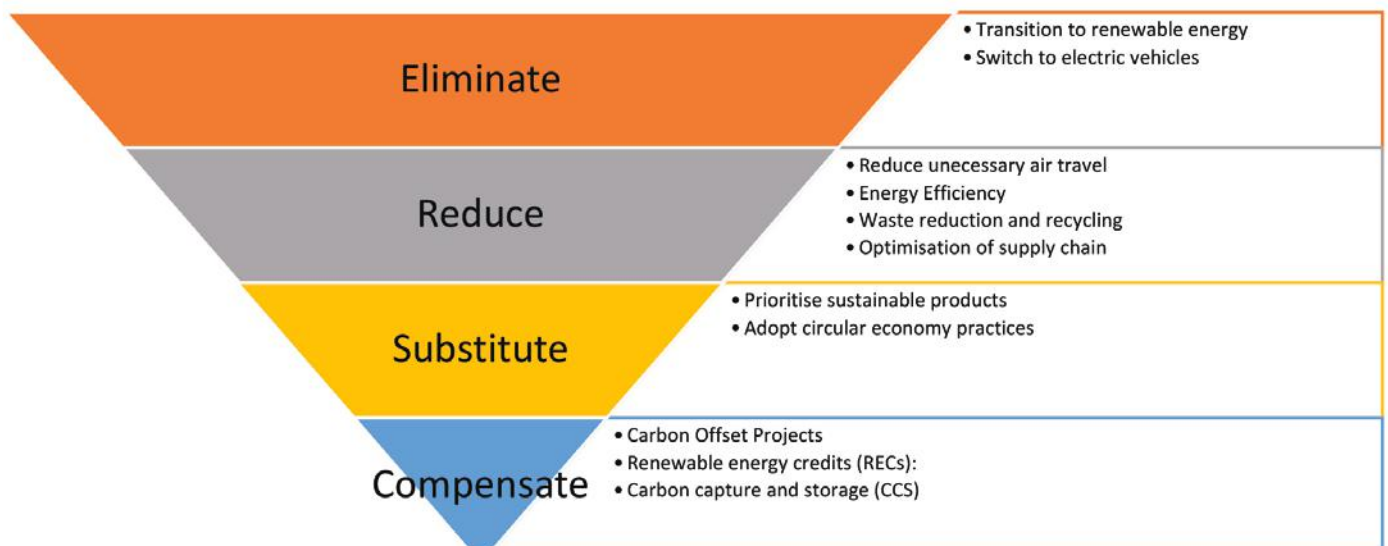 Eliminate
• Transition to renewable energy
• Switch to electric vehicles
Reduce
• Reduce unecessary air travel
• Energy Efficiency
• Waste reduction and recycling
• Optimisation of supply chain
Substitute
• Prioritise sustainable products
• Adopt circular economy practices
Compensate
• Carbon Offset Projects
• Renewable energy credits (RECs):
• Carbon capture and storage (CCS)